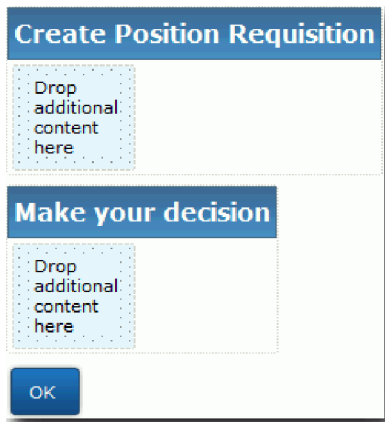 Create Position Requisition
Drop
additional
content
here
Make your decision
Drop
additional
content
here
OK